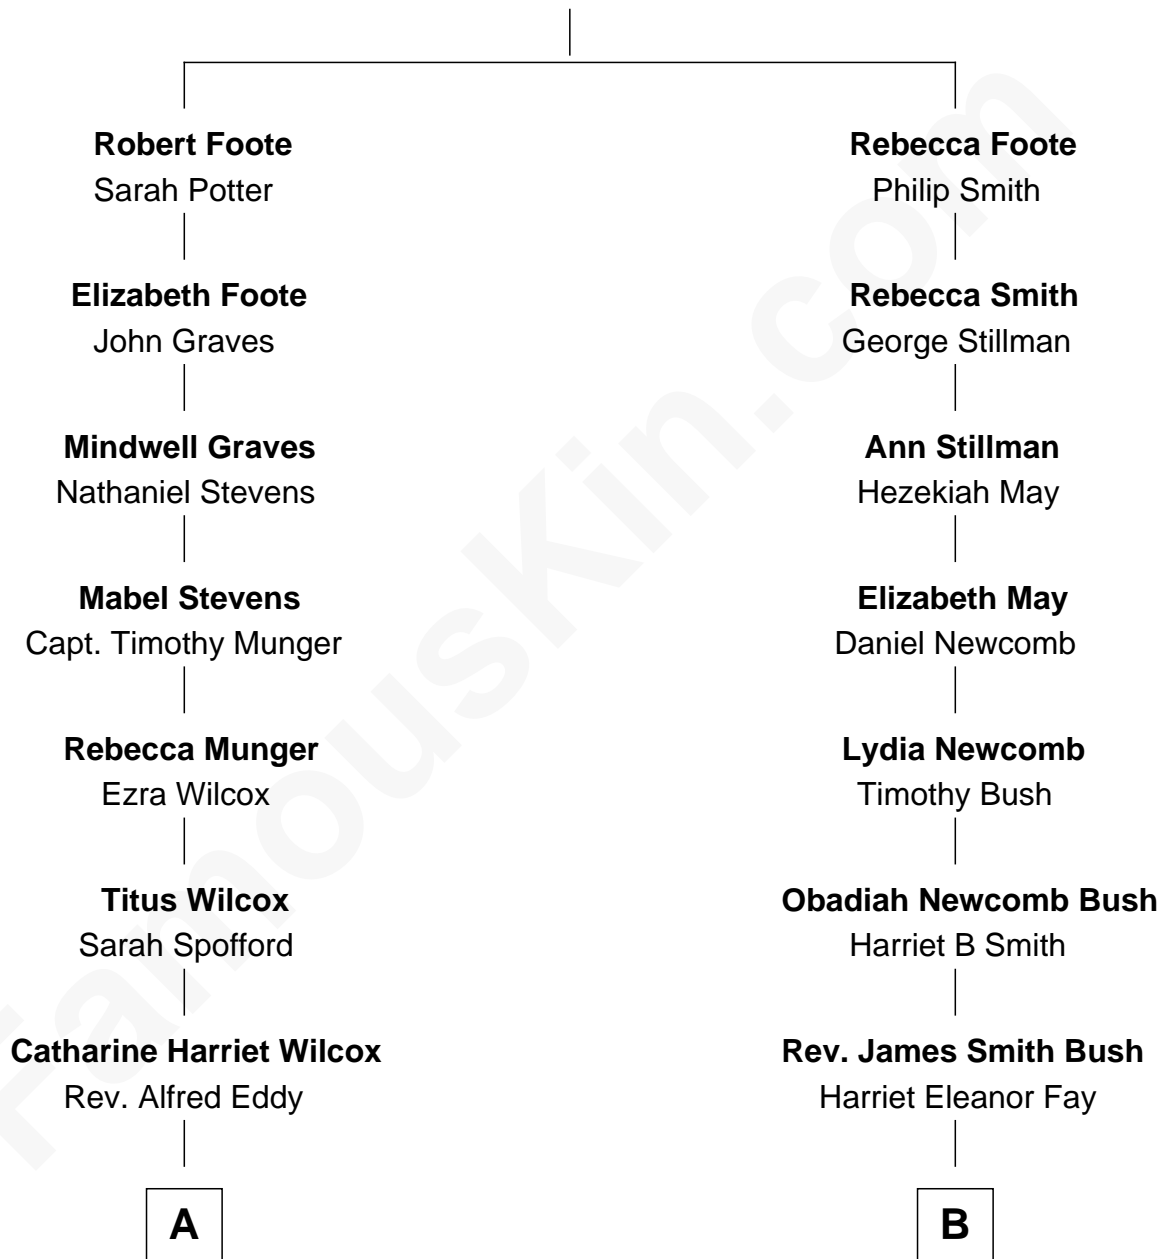 Robert Foote
Sarah Potter
Rebecca Foote
Philip Smith
Elizabeth Foote
John Graves
Rebecca Smith
George Stillman
Mindwell Graves
Nathaniel Stevens
Ann Stillman
Hezekiah May
Mabel Stevens
Capt. Timothy Munger
Elizabeth May
Daniel Newcomb
Rebecca Munger
Ezra Wilcox
Lydia Newcomb
Timothy Bush
Titus Wilcox
Sarah Spofford
Obadiah Newcomb Bush
Harriet B Smith
Catharine Harriet Wilcox
Rev. Alfred Eddy
Rev. James Smith Bush
Harriet Eleanor Fay
A
B
FamousKin.com